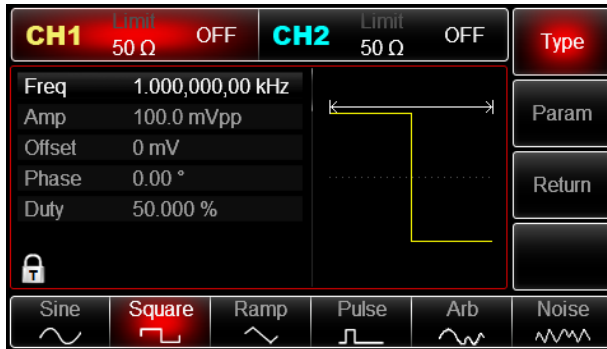 CH1 Limit 50 Ω OFF CH2 Limit 50 Ω OFF
Type
Freq 1.000,000,00 kHz
Amp 100.0 mVpp
Param
Offset 0 mV
Phase 0.00 °
Return
Duty 50.000 %
T
Sine Square Ramp Pulse Arb Noise